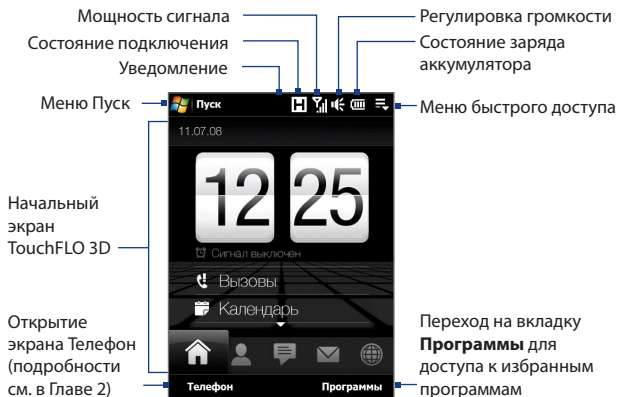 Мощность сигнала
Состояние подключения
Уведомление
Меню Пуск
Регулировка громкости
Состояние заряда
аккумулятора
Меню быстрого доступа
Пуск
11.07.08
12 25
Сигнал выключен
Вызовы
Календарь
Телефон
Программы
Начальный
экран
TouchFLO 3D
Открытие
экрана Телефон
(подробности
см. в Главе 2)
Переход на вкладку
Программы для
доступа к избранным
программам